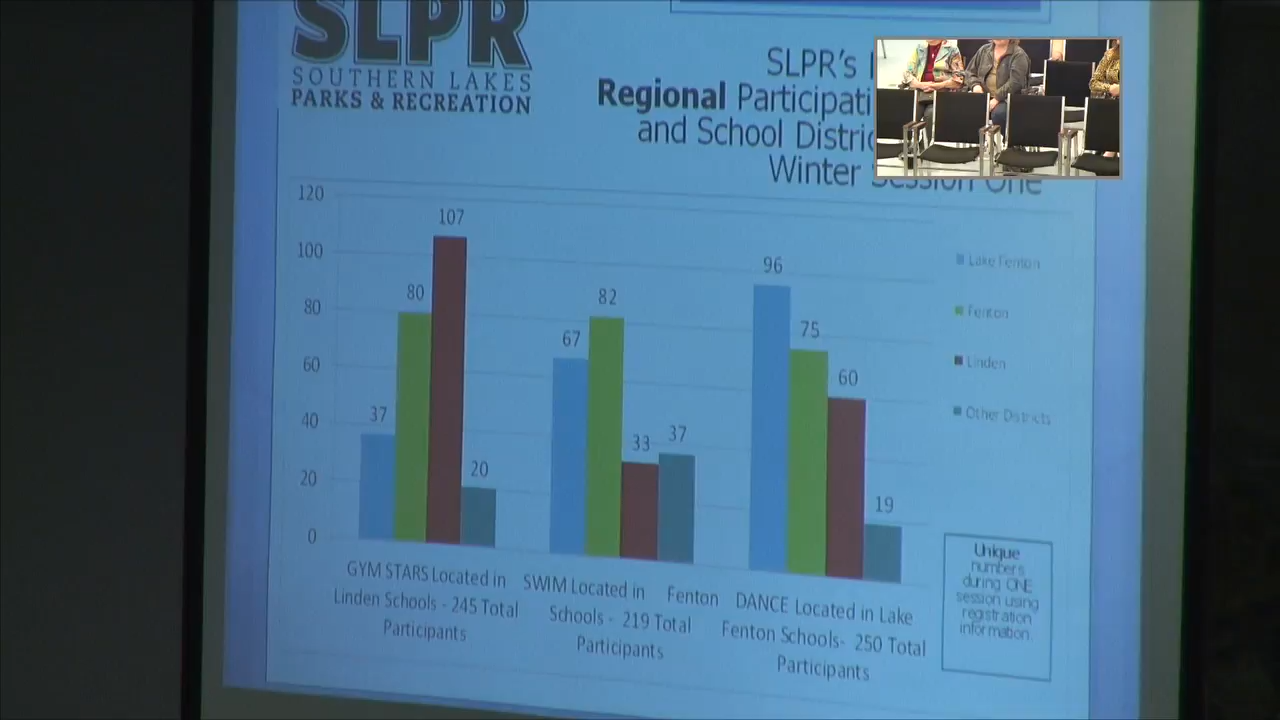 SLPR
SOUTHERN LAKES
PARKS & RECREATION
SLPR's
Regional
and School
Winter Session One
120
100
80
60
40
20
0
37
80
107
20
67
82
33
37
96
75
60
19
Lake Fenton
Fenton
Linden
Other Districts
GYM STARS Located in
Linden Schools - 245 Total
Participants
SWIM Located in Fenton
Schools - 219 Total
Participants
DANCE Located in Lake
Fenton Schools- 250 Total
Participants
Unique
numbers
during ONE
session using
registration
information.